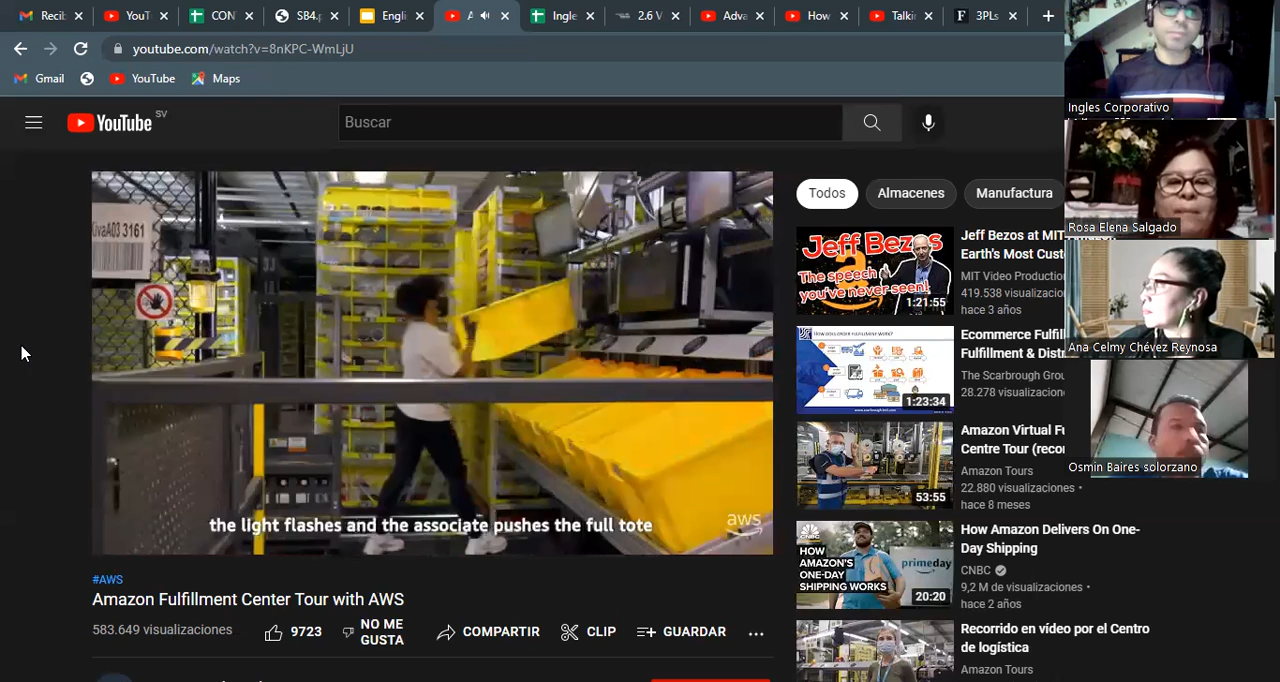 Recib
YouT
CON
SB4.p
Engli
A
Ingle
2.6 V
Adva
How
Talki
3PLs
youtube.com/watch?v=8nKPC-WmLjU
Gmail
YouTube
Maps
YouTube SV
Buscar
KivaA03 3161
the light flashes and the associate pushes the full tote
aws
#AWS
Amazon Fulfillment Center Tour with AWS
583.649 visualizaciones
9723
NO ME
GUSTA
COMPARTIR
CLIP
GUARDAR
Todos
Almacenes
Manufactura
Jeff Bezos
The speech
you've never seen!
1:21:55
Jeff Bezos at MIT
Earth's Most Cust
MIT Video Productio
419.538 visualizacio
hace 3 años
1:23:34
Ecommerce Fulfill
Fulfillment & Distr
The Scarbrough Grou
28.278 visualizacion
53:55
Amazon Virtual Fu
Centre Tour (recor
Amazon Tours
22.880 visualizaciones •
hace 8 meses
CNBC
HOW
AMAZON'S
ONE-DAY
SHIPPING WORKS
primeday
20:20
How Amazon Delivers On One-
Day Shipping
CNBC
9,2 M de visualizaciones •
hace 2 años
Recorrido en vídeo por el Centro
de logística
Amazon Tours
Ingles Corporativo
Rosa Elena Salgado
Ana Celmy Chévez Reynosa
Osmin Baires solorzano